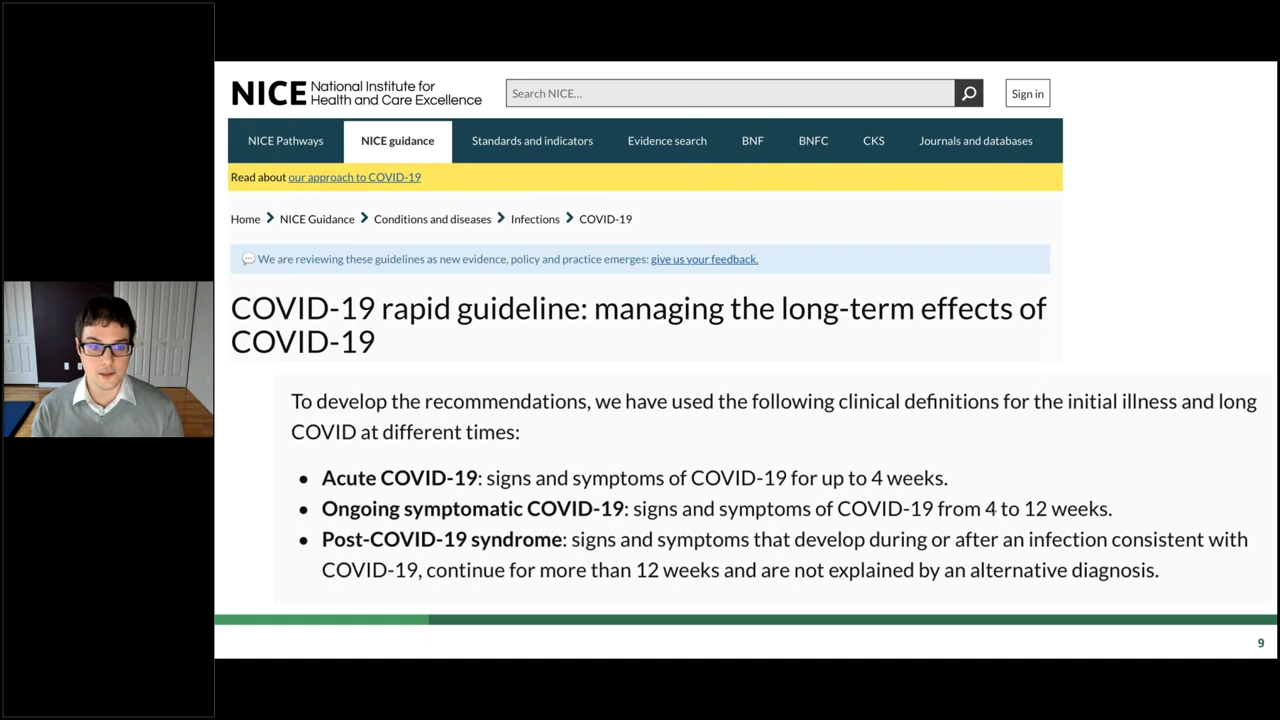 NICE National Institute for
Health and Care Excellence
Search NICE...
Sign in
NICE Pathways
NICE guidance
Standards and indicators
Evidence search
BNF
BNFC
CKS
Journals and databases
Read about our approach to COVID-19
Home > NICE Guidance > Conditions and diseases > Infections > COVID-19
We are reviewing these guidelines as new evidence, policy and practice emerges: give us your feedback.
COVID-19 rapid guideline: managing the long-term effects of
COVID-19
To develop the recommendations, we have used the following clinical definitions for the initial illness and long
COVID at different times:
• Acute COVID-19: signs and symptoms of COVID-19 for up to 4 weeks.
• Ongoing symptomatic COVID-19: signs and symptoms of COVID-19 from 4 to 12 weeks.
• Post-COVID-19 syndrome: signs and symptoms that develop during or after an infection consistent with
COVID-19, continue for more than 12 weeks and are not explained by an alternative diagnosis.
9